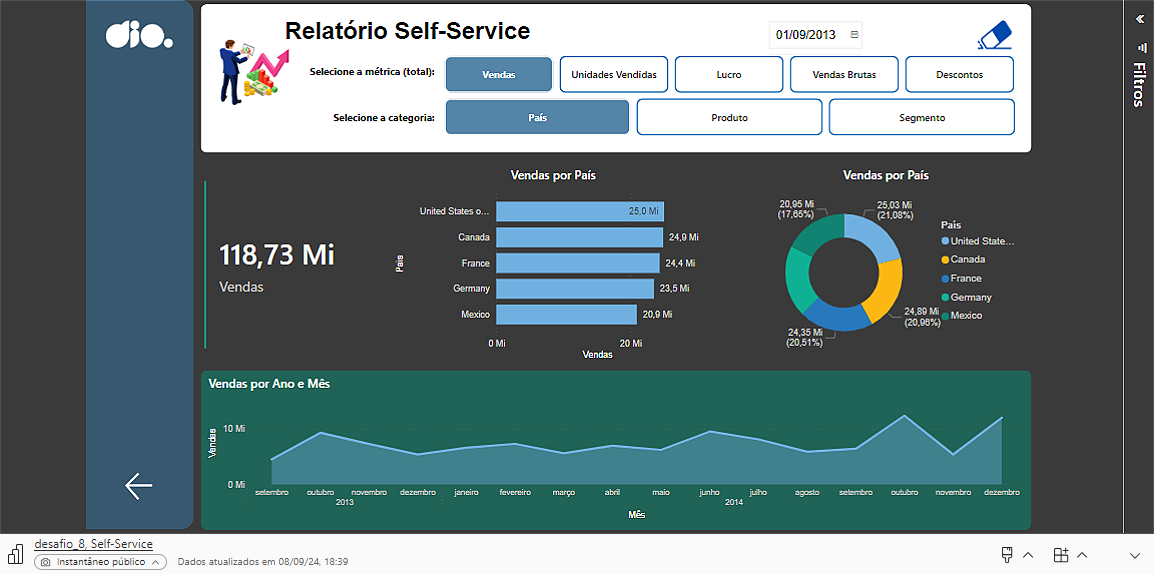 dio.
Relatório Self-Service
01/09/2013
Selecione a métrica (total):
Vendas
Unidades Vendidas
Lucro
Vendas Brutas
Descontos
Selecione a categoria:
País
Produto
Segmento
Filtros
118,73 Mi
Vendas
Vendas por País
País
United States o...
Canada
France
Germany
Mexico
25,0 Mi
24,9 Mi
24,4 Mi
23,5 Mi
20,9 Mi
0 Mi
20 Mi
Vendas
Vendas por País
20,95 Mi
(17,65%)
25,03 Mi
(21,08%)
24,89 Mi
(20,96%)
24,35 Mi
(20,51%)
País
United State...
Canada
France
Germany
Mexico
Vendas por Ano e Mês
Vendas
10 Mi
0 Mi
setembro outubro novembro dezembro janeiro fevereiro março abril maio junho julho agosto setembro outubro novembro dezembro
2013 2014
Mês
desafio_8, Self-Service
Instantâneo público
Dados atualizados em 08/09/24, 18:39